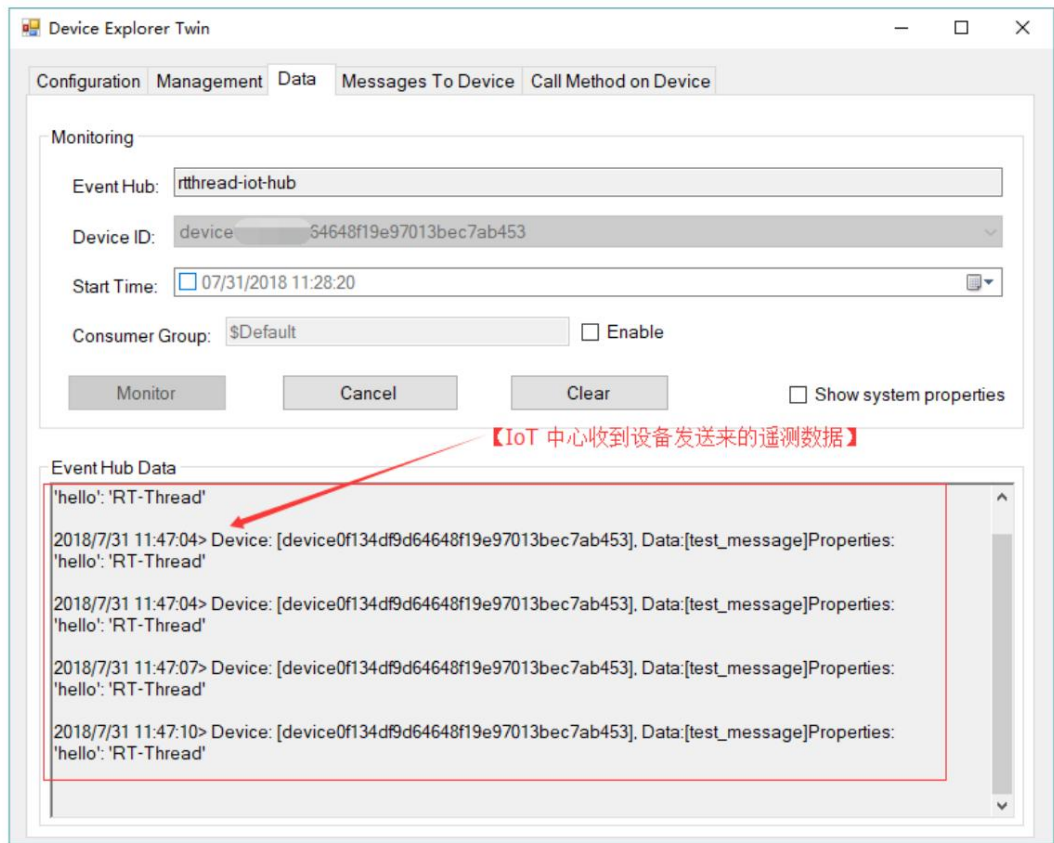 Device Explorer Twin
Configuration Management Data Messages To Device Call Method on Device
Monitoring
Event Hub: rtthread-iot-hub
Device ID: device 64648f19e97013bec7ab453
Start Time: 07/31/2018 11:28:20
Consumer Group: $Default Enable
Monitor Cancel Clear Show system properties
【IoT 中心收到设备发送来的遥测数据】
Event Hub Data
'hello': 'RT-Thread'
2018/7/31 11:47:04> Device: [device0f134df9d64648f19e97013bec7ab453], Data:[test_message]Properties:
'hello': 'RT-Thread'
2018/7/31 11:47:04> Device: [device0f134df9d64648f19e97013bec7ab453], Data:[test_message]Properties:
'hello': 'RT-Thread'
2018/7/31 11:47:07> Device: [device0f134df9d64648f19e97013bec7ab453], Data:[test_message]Properties:
'hello': 'RT-Thread'
2018/7/31 11:47:10> Device: [device0f134df9d64648f19e97013bec7ab453], Data:[test_message]Properties:
'hello': 'RT-Thread'